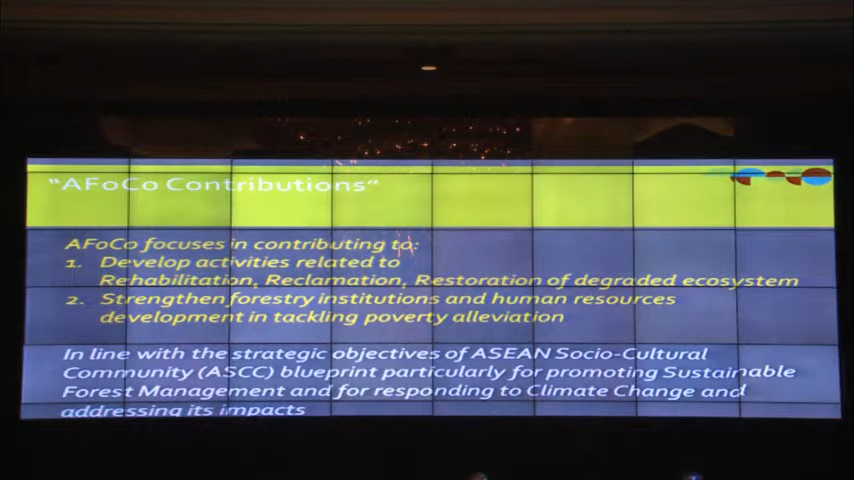 “AFoCo Contributions”
AFoCo focuses in contributing to:
1. Develop activities related to
Rehabilitation, Reclamation, Restoration of degraded ecosystem
2. Strengthen forestry institutions and human resources
development in tackling poverty alleviation
In line with the strategic objectives of ASEAN Socio-Cultural
Community (ASCC) blueprint particularly for promoting Sustainable
Forest Management and for responding to Climate Change and
addressing its impacts